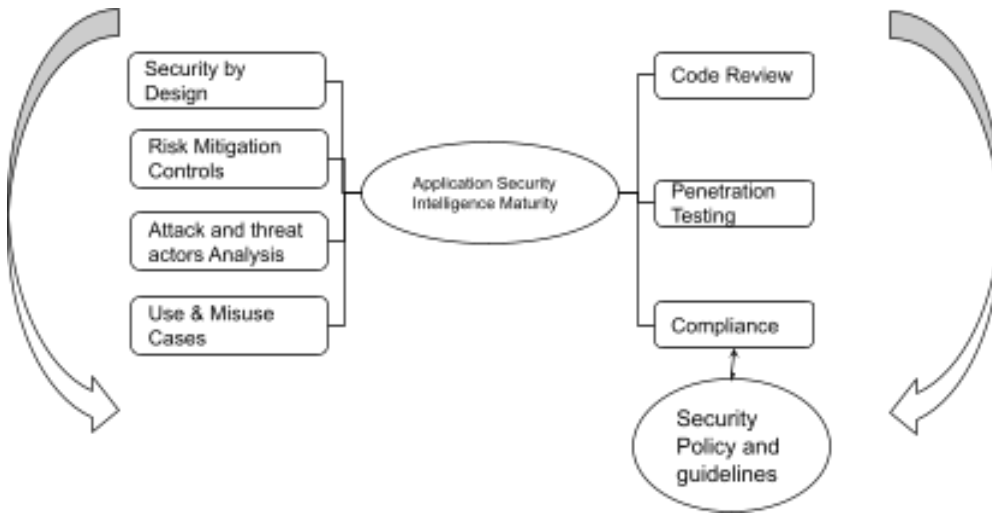 Security by
Design
Risk Mitigation
Controls
Attack and threat
actors Analysis
Use & Misuse
Cases
Application Security
Intelligence Maturity
Code Review
Penetration
Testing
Compliance
Security
Policy and
guidelines